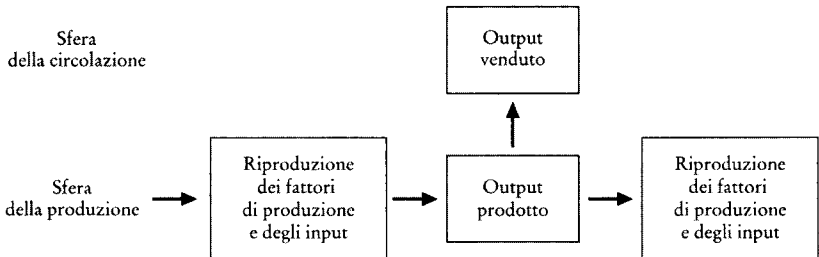 Sfera
della circolazione
Output
venduto
Sfera
della produzione
Riproduzione
dei fattori
di produzione
e degli input
Output
prodotto
Riproduzione
dei fattori
di produzione
e degli input